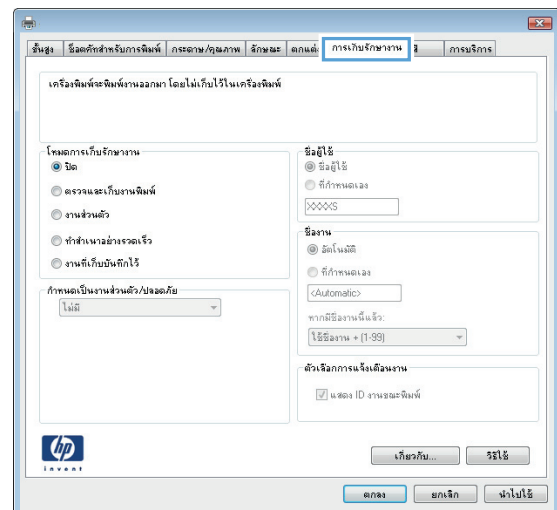 ขั้นสูง ช็อตคัทสำหรับการพิมพ์ กระดาษ/คุณภาพ ลักษณะ ตกแต่ง การเก็บรักษางาน สี การบริการ
เครื่องพิมพ์จะพิมพ์งานออกมา โดยไม่เก็บไว้ในเครื่องพิมพ์
โหมดการเก็บรักษางาน
ปิด
ตรวจและเก็บงานพิมพ์
งานส่วนตัว
ทำสำเนาอย่างรวดเร็ว
งานที่เก็บบันทึกไว้
กำหนดเป็นงานส่วนตัว/ปลอดภัย
ไม่มี
ชื่อผู้ใช้
ชื่อผู้ใช้
ที่กำหนดเอง
XXXXS
ชื่องาน
อัตโนมัติ
ที่กำหนดเอง
<Automatic>
หากมีชื่องานนี้แล้ว:
ใช้ชื่องาน + (1-99)
ตัวเลือกการแจ้งเตือนงาน
แสดง ID งานขณะพิมพ์
hp
invent
เกี่ยวกับ... วิธีใช้
ตกลง ยกเลิก นำไปใช้